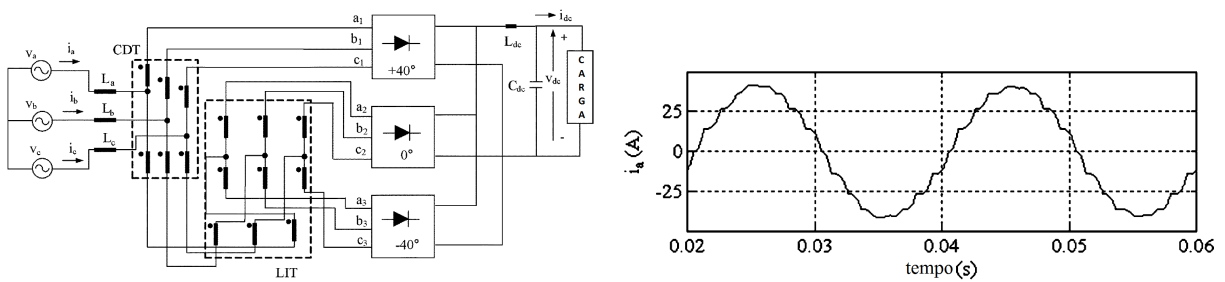 CDT
v_a
i_a
L_a
v_b
i_b
L_b
v_c
i_c
L_c
a_1
b_1
c_1
+40°
a_2
b_2
c_2
0°
a_3
b_3
c_3
-40°
LIT
i_dc
L_dc
+
C_dc
v_dc
-
CARGA
i_a (A)
25
0
-25
0.02
0.03
0.04
0.05
0.06
tempo (s)